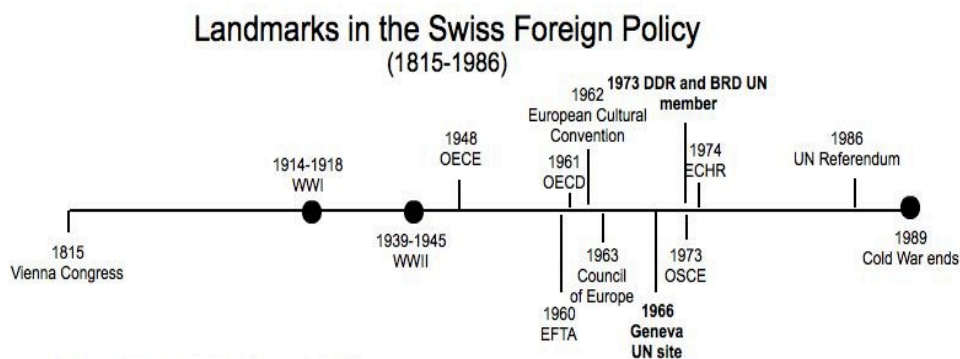 Landmarks in the Swiss Foreign Policy
(1815-1986)
1815
Vienna Congress
1914-1918
WWI
1939-1945
WWII
1948
OECE
1960
EFTA
1961
OECD
1962
European Cultural
Convention
1963
Council
of Europe
1966
Geneva
UN site
1973 DDR and BRD UN
member
1973
OSCE
1974
ECHR
1986
UN Referendum
1989
Cold War ends